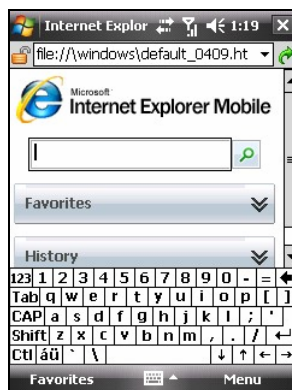 Internet Explor 1:19
file://\windows\default_0409.ht
Microsoft
Internet Explorer Mobile
Favorites
History
123 1 2 3 4 5 6 7 8 9 0 - =
Tab q w e r t y u i o p [ ]
CAP a s d f g h j k l ; '
Shift z x c v b n m , . /
Ctl áü ` \
Favorites Menu